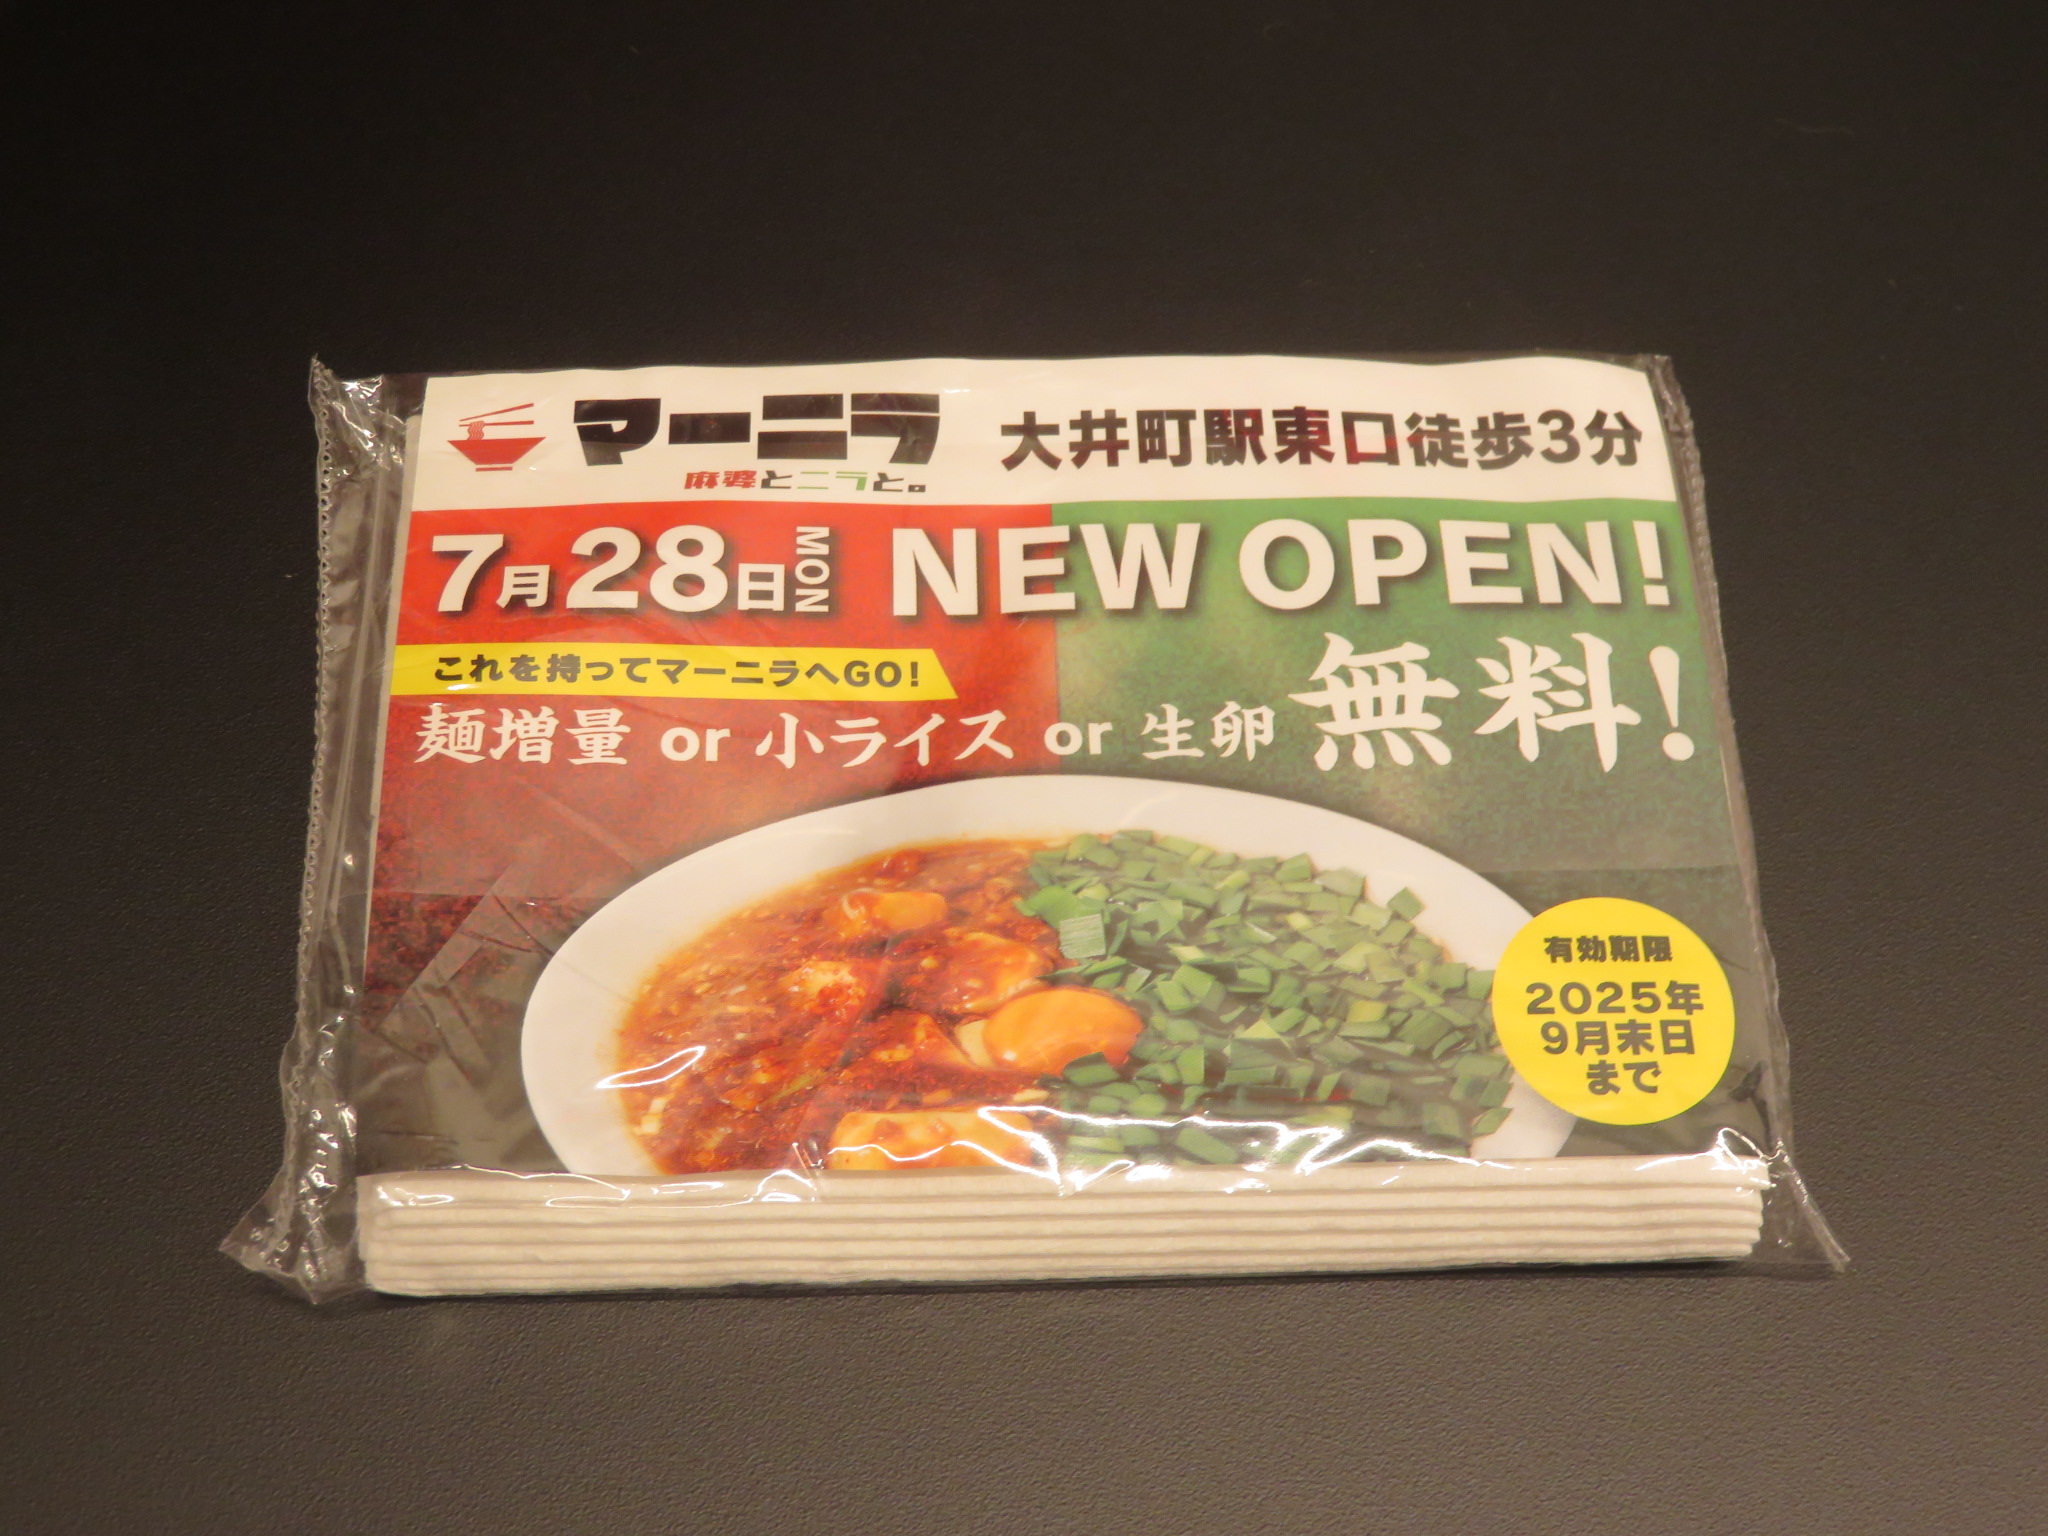 マーニラ
麻婆とニラと。
大井町駅東口徒歩3分
7月28日MON NEW OPEN!
これを持ってマーニラへGO!
麺増量 or 小ライス or 生卵 無料!
有効期限
2025年
9月末日
まで